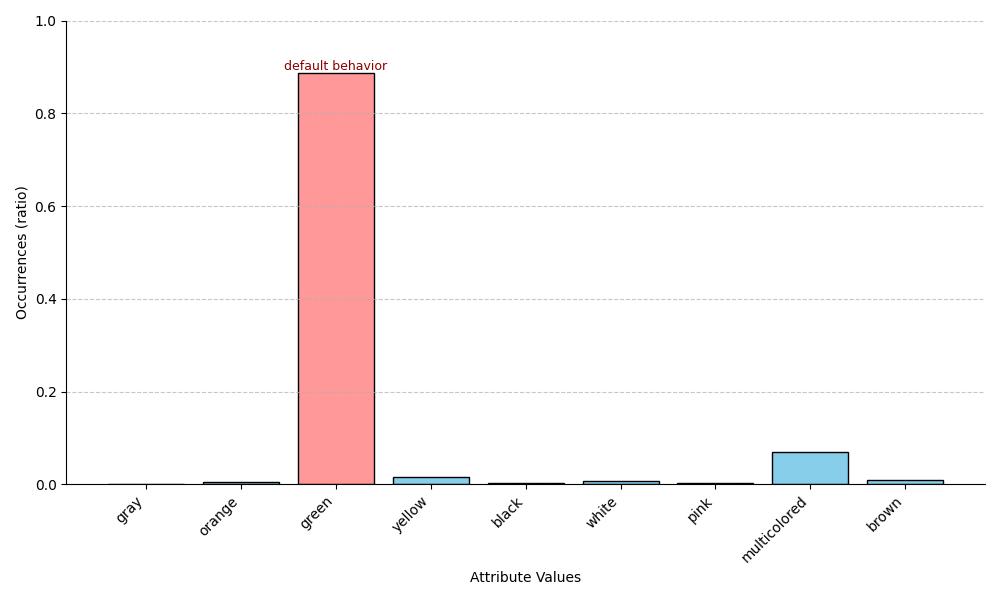 1.0
default behavior
0.8
0.6
0.4
0.2
0.0
Occurrences (ratio)
gray
orange
green
yellow
black
white
pink
multicolored
brown
Attribute Values